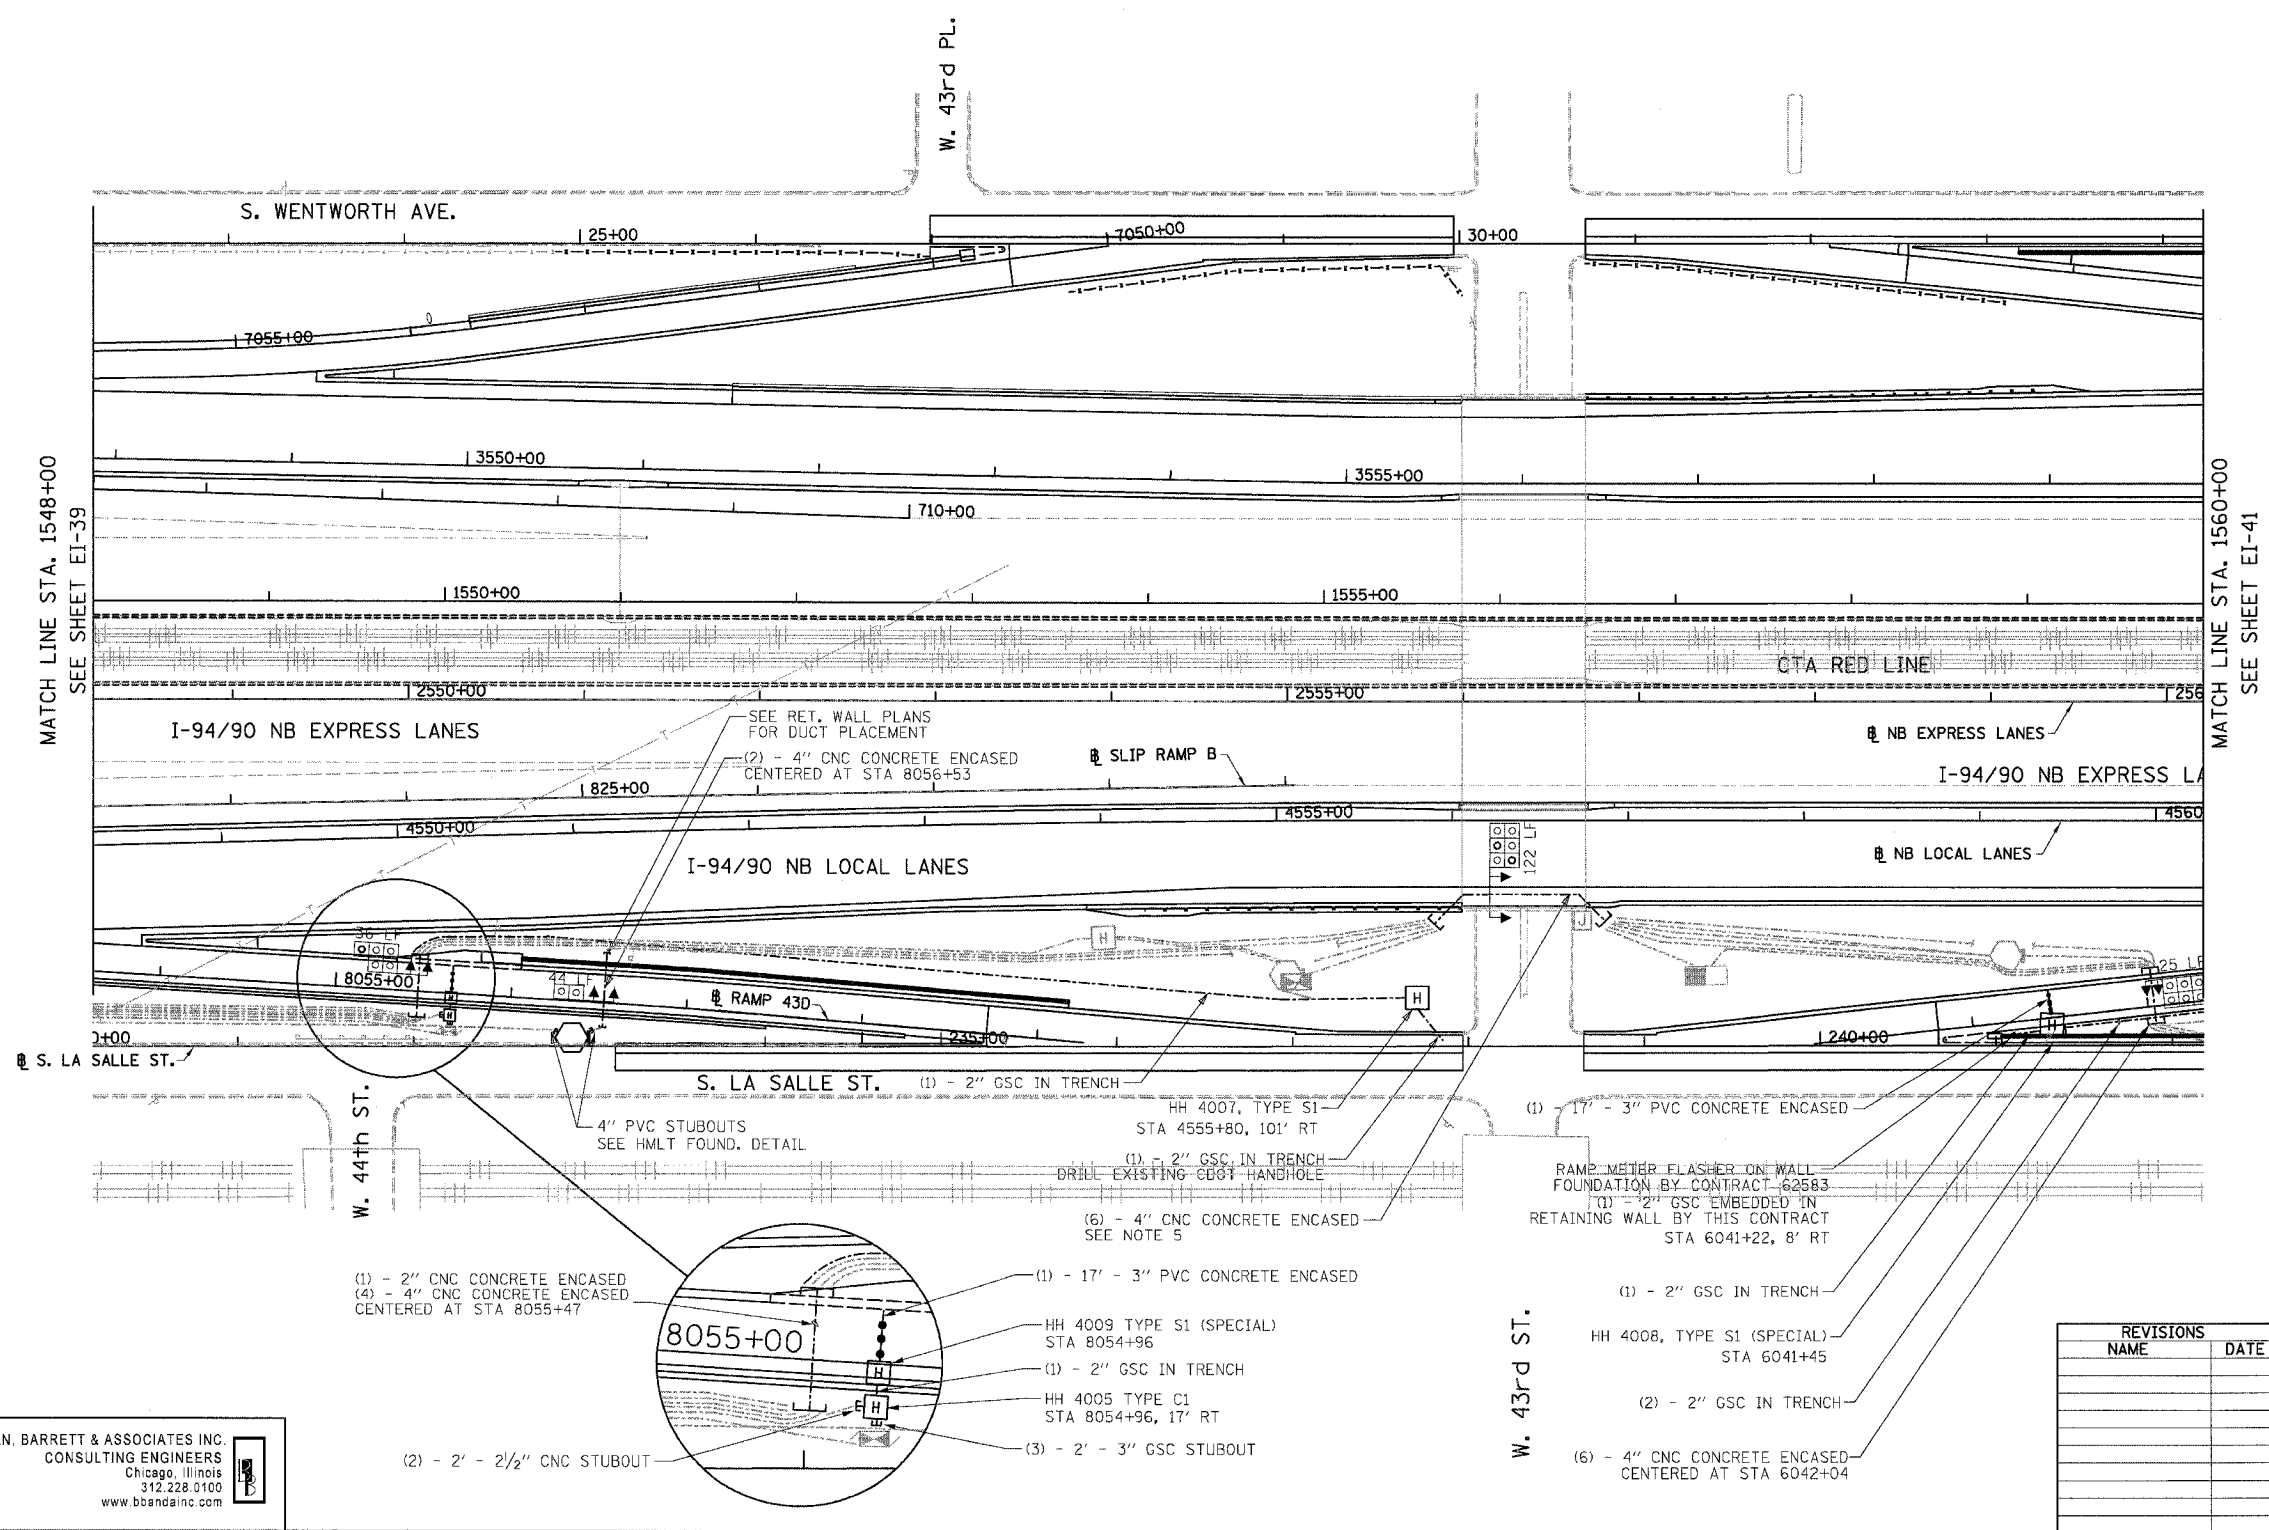 W. 43rd PL.
S. WENTWORTH AVE.
25+00
7050+00
30+00
7055+00
3550+00
3555+00
710+00
MATCH LINE STA. 1548+00
SEE SHEET EI-39
MATCH LINE STA. 1560+00
SEE SHEET EI-41
1550+00
1555+00
CTA RED LINE
2550+00
2555+00
256
I-94/90 NB EXPRESS LANES
SEE RET. WALL PLANS
FOR DUCT PLACEMENT
(2) - 4" CNC CONCRETE ENCASED
CENTERED AT STA 8056+53
℄ SLIP RAMP B
℄ NB EXPRESS LANES
I-94/90 NB EXPRESS LA
825+00
4550+00
4555+00
4560
I-94/90 NB LOCAL LANES
122 LF
℄ NB LOCAL LANES
36 LF
H
J
25 LF
8055+00
44 LF
℄ RAMP 43D
H
H
H
H
0+00
235+00
240+00
℄ S. LA SALLE ST.
S. LA SALLE ST.
(1) - 2" GSC IN TRENCH
W. 44th ST.
4" PVC STUBOUTS
SEE HMLT FOUND. DETAIL
HH 4007, TYPE S1
STA 4555+80, 101' RT
(1) - 2" GSC IN TRENCH
DRILL EXISTING CDOT HANDHOLE
(6) - 4" CNC CONCRETE ENCASED
SEE NOTE 5
(1) - 17' - 3" PVC CONCRETE ENCASED
RAMP METER FLASHER ON WALL
FOUNDATION BY CONTRACT 62583
(1) - 2" GSC EMBEDDED IN
RETAINING WALL BY THIS CONTRACT
STA 6041+22, 8' RT
(1) - 2" GSC IN TRENCH
HH 4008, TYPE S1 (SPECIAL)
STA 6041+45
(2) - 2" GSC IN TRENCH
(6) - 4" CNC CONCRETE ENCASED
CENTERED AT STA 6042+04
W. 43rd ST.
(1) - 2" CNC CONCRETE ENCASED
(4) - 4" CNC CONCRETE ENCASED
CENTERED AT STA 8055+47
8055+00
H
H
(1) - 17' - 3" PVC CONCRETE ENCASED
HH 4009 TYPE S1 (SPECIAL)
STA 8054+96
(1) - 2" GSC IN TRENCH
HH 4005 TYPE C1
STA 8054+96, 17' RT
(3) - 2' - 3" GSC STUBOUT
(2) - 2' - 2½" CNC STUBOUT
REVISIONS
NAME DATE
N, BARRETT & ASSOCIATES INC.
CONSULTING ENGINEERS
Chicago, Illinois
312.228.0100
www.bbandainc.com